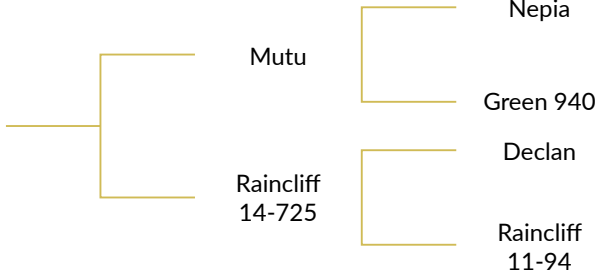 Nepia
Mutu
Green 940
Declan
Raincliff
14-725
Raincliff
11-94